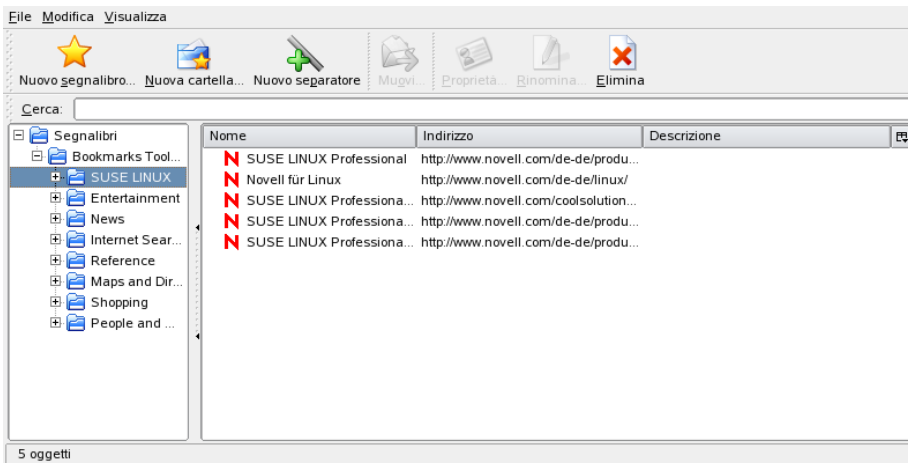 File Modifica Visualizza
Nuovo segnalibro... Nuova cartella... Nuovo separatore Muovi... Proprietà... Rinomina... Elimina
Cerca:
Segnalibri
Bookmarks Tool...
SUSE LINUX
Entertainment
News
Internet Sear...
Reference
Maps and Dir...
Shopping
People and ...
Nome Indirizzo Descrizione
SUSE LINUX Professional http://www.novell.com/de-de/produ...
Novell für Linux http://www.novell.com/de-de/linux/
SUSE LINUX Professiona... http://www.novell.com/coolsolution...
SUSE LINUX Professiona... http://www.novell.com/de-de/produ...
SUSE LINUX Professiona... http://www.novell.com/de-de/produ...
5 oggetti